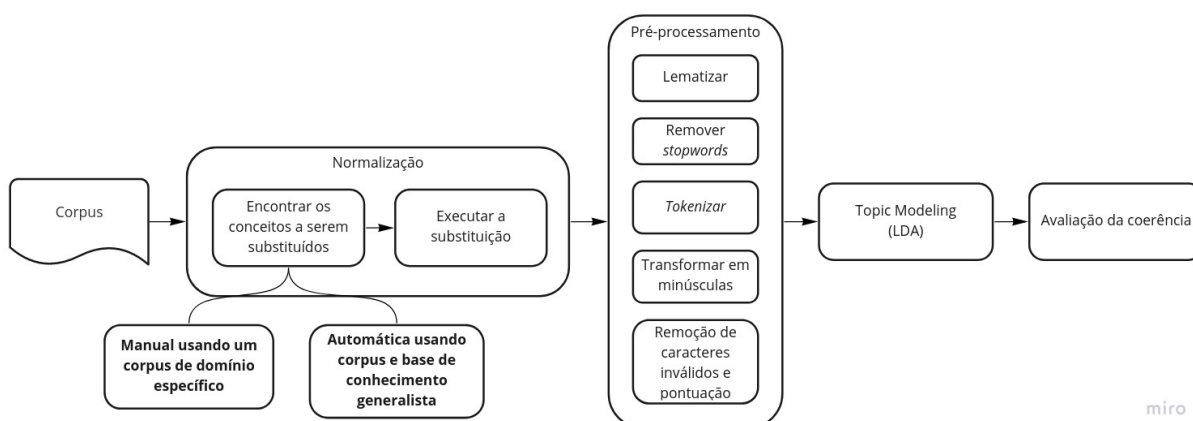 Corpus
Normalização
Encontrar os
conceitos a serem
substituídos
Executar a
substituição
Manual usando um
corpus de domínio
específico
Automática usando
corpus e base de
conhecimento
generalista
Pré-processamento
Lematizar
Remover
stopwords
Tokenizar
Transformar em
minúsculas
Remoção de
caracteres
inválidos e
pontuação
Topic Modeling
(LDA)
Avaliação da coerência
miro